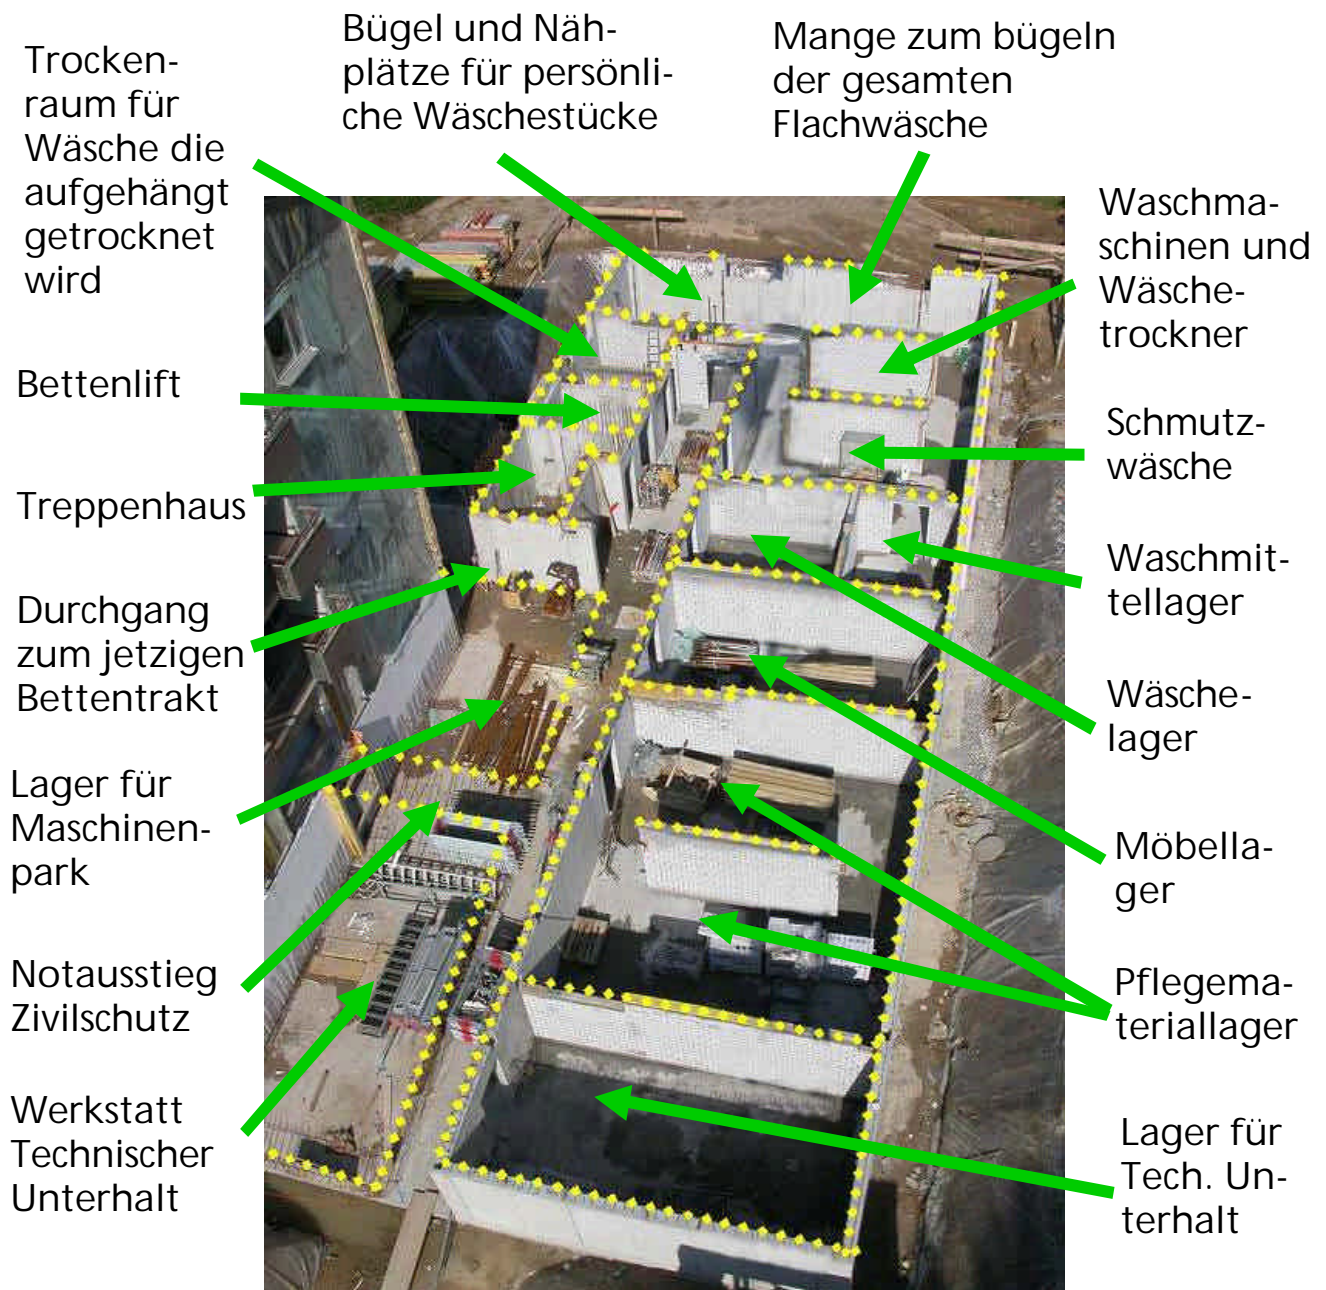 Trocken-
raum für
Wäsche die
aufgehängt
getrocknet
wird
Bügel und Näh-
plätze für persönli-
che Wäschestücke
Mange zum bügeln
der gesamten
Flachwäsche
Waschma-
schinen und
Wäsche-
trockner
Bettenlift
Schmutz-
wäsche
Treppenhaus
Waschmit-
tellager
Durchgang
zum jetzigen
Bettentrakt
Wäsche-
lager
Lager für
Maschinen-
park
Möbella-
ger
Notausstieg
Zivilschutz
Pflegema-
teriallager
Werkstatt
Technischer
Unterhalt
Lager für
Tech. Un-
terhalt